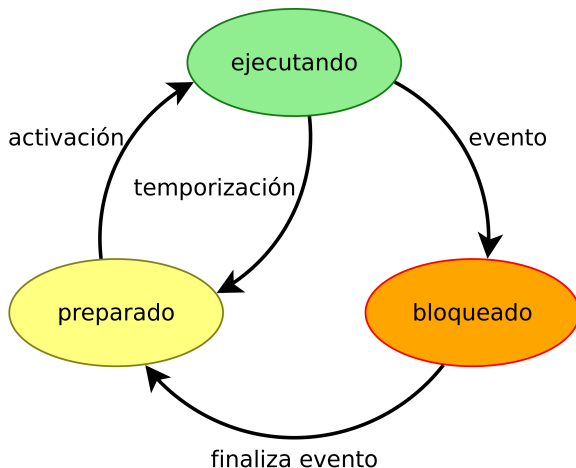 ejecutando
activación
evento
temporización
preparado
bloqueado
finaliza evento